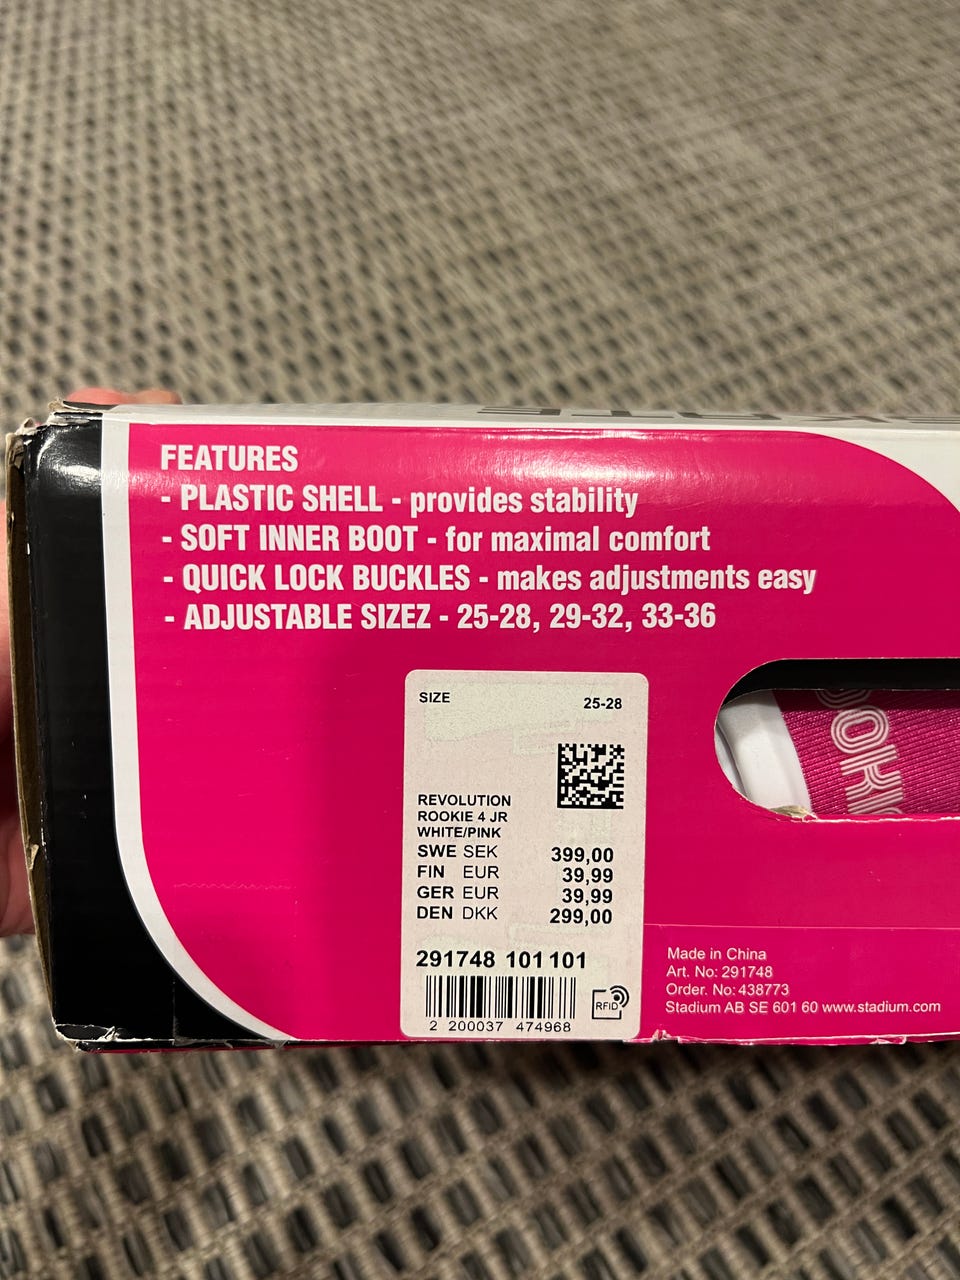 FEATURES
- PLASTIC SHELL - provides stability
- SOFT INNER BOOT - for maximal comfort
- QUICK LOCK BUCKLES - makes adjustments easy
- ADJUSTABLE SIZEZ - 25-28, 29-32, 33-36
SIZE 25-28
REVOLUTION
ROOKIE 4 JR
WHITE/PINK
SWE SEK 399,00
FIN EUR 39,99
GER EUR 39,99
DEN DKK 299,00
291748 101 101
2 200037 474968
RFID
Made in China
Art. No: 291748
Order. No: 438773
Stadium AB SE 601 60 www.stadium.com